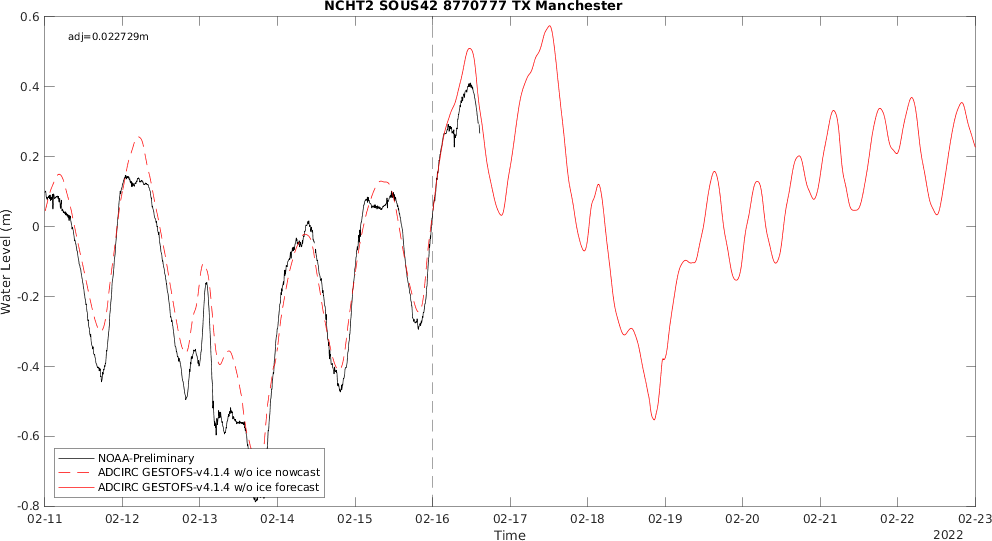 NCHT2 SOUS42 8770777 TX Manchester
adj=0.022729m
0.6
0.4
0.2
0
-0.2
-0.4
-0.6
-0.8
Water Level (m)
NOAA-Preliminary
ADCIRC GESTOFS-v4.1.4 w/o ice nowcast
ADCIRC GESTOFS-v4.1.4 w/o ice forecast
02-11 02-12 02-13 02-14 02-15 02-16 02-17 02-18 02-19 02-20 02-21 02-22 02-23
Time
2022